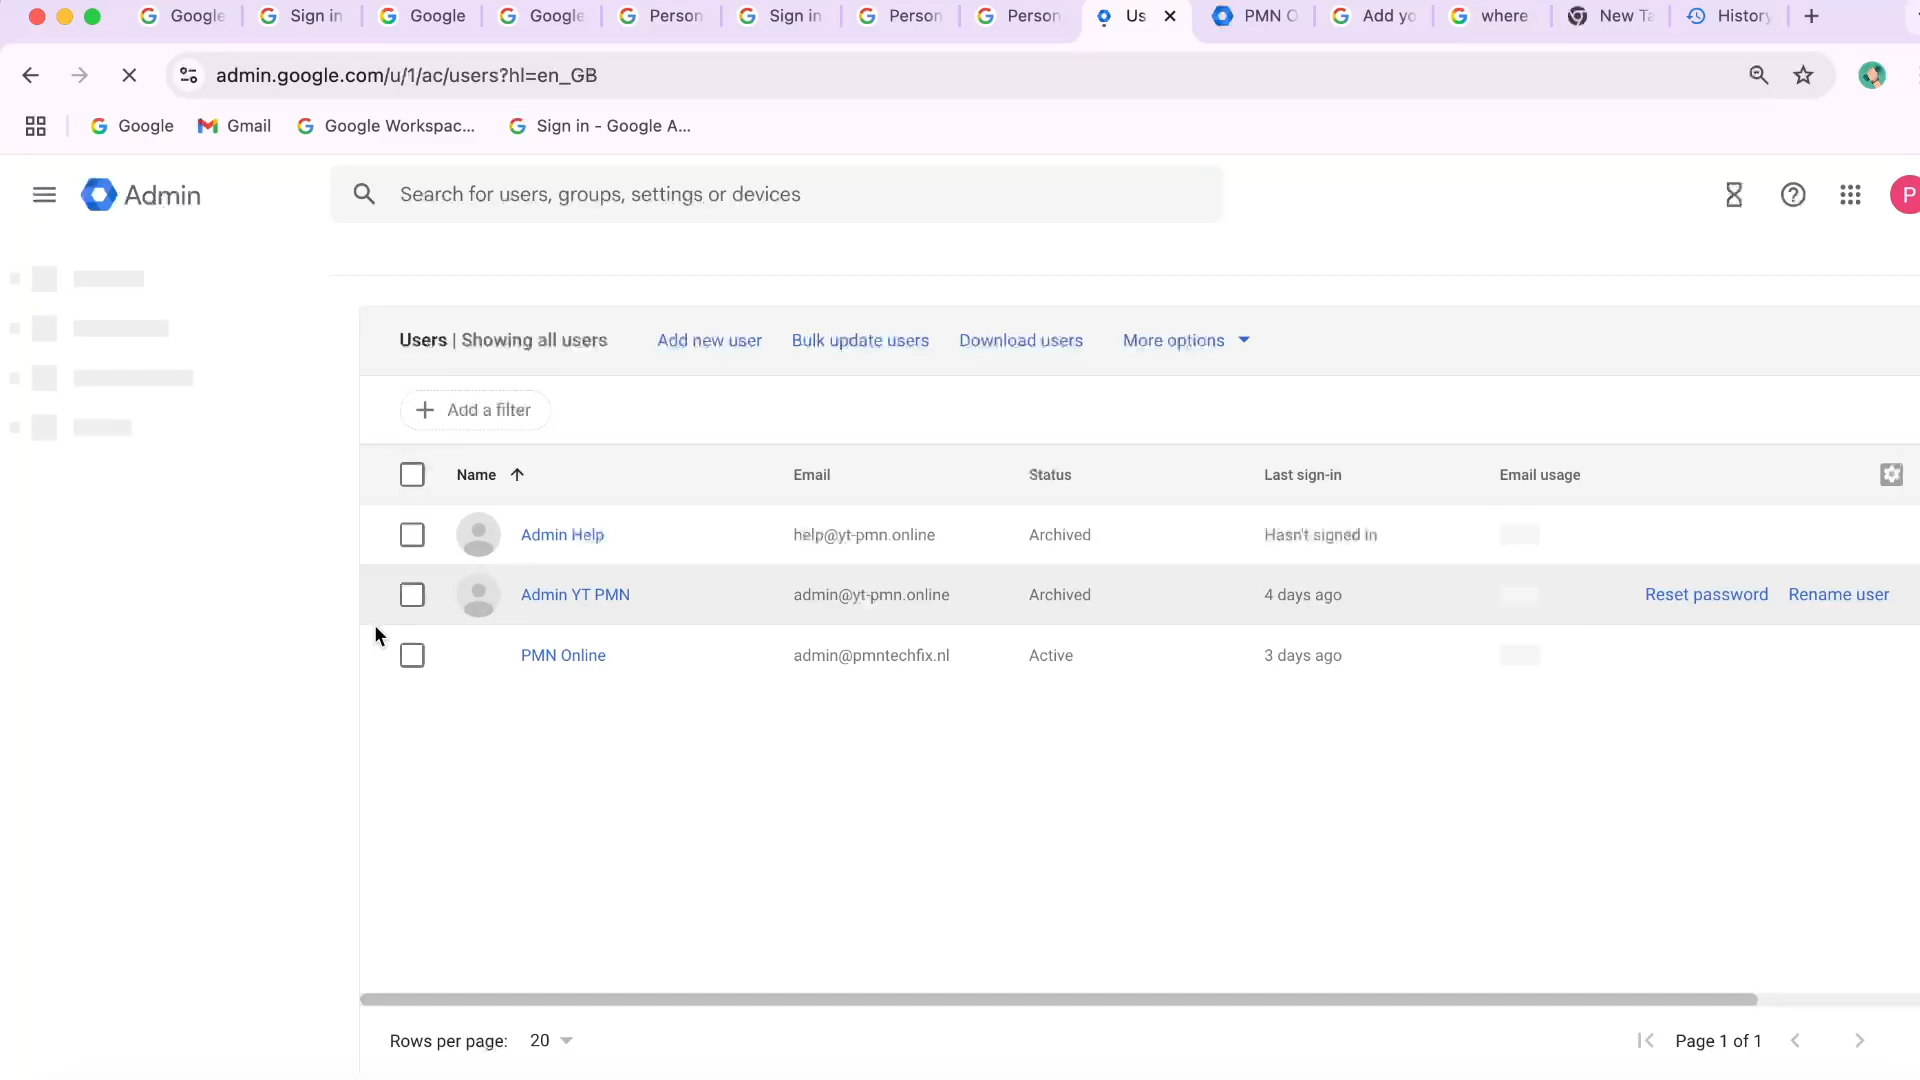 Google Sign in Google Google Person Sign in Person Person Us PMN O Add yo where New Ta History
admin.google.com/u/1/ac/users?hl=en_GB
Google Gmail Google Workspac... Sign in - Google A...
Admin Search for users, groups, settings or devices P
Users | Showing all users Add new user Bulk update users Download users More options
Add a filter
Name Email Status Last sign-in Email usage
Admin Help help@yt-pmn.online Archived Hasn't signed in
Admin YT PMN admin@yt-pmn.online Archived 4 days ago Reset password Rename user
PMN Online admin@pmntechfix.nl Active 3 days ago
Rows per page: 20 Page 1 of 1